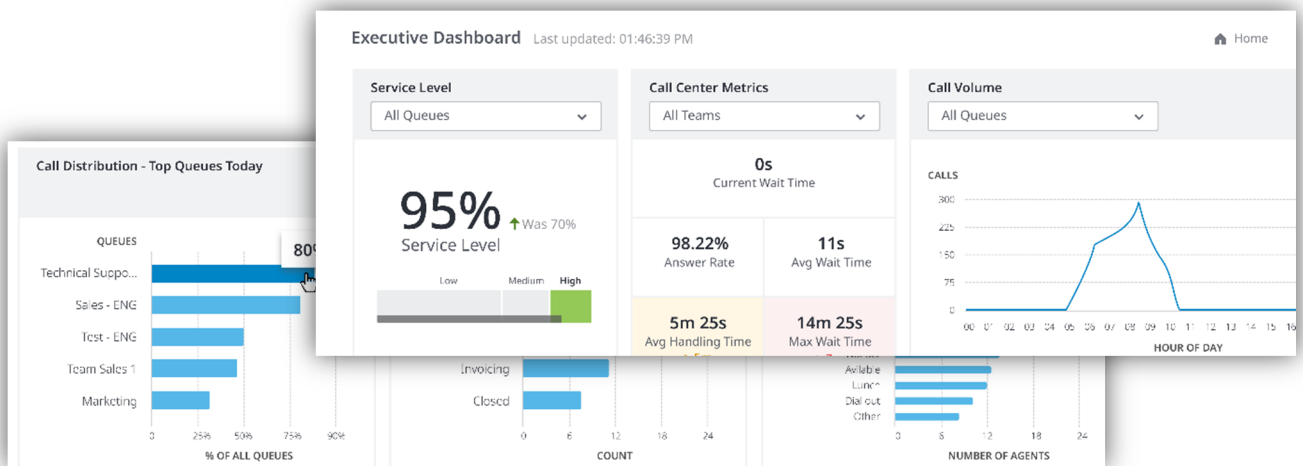 Executive Dashboard Last updated: 01:46:39 PM
Home
Service Level
All Queues
95%
Was 70%
Service Level
Low Medium High
Call Center Metrics
All Teams
0s
Current Wait Time
98.22%
Answer Rate
11s
Avg Wait Time
5m 25s
Avg Handling Time
14m 25s
Max Wait Time
Call Volume
All Queues
CALLS
300
225
150
75
0
00 01 02 03 04 05 06 07 08 09 10 11 12 13 14 15 16
HOUR OF DAY
Call Distribution - Top Queues Today
QUEUES
80%
Technical Suppo...
Sales - ENG
Test - ENG
Team Sales 1
Marketing
0 25% 50% 75% 90%
% OF ALL QUEUES
Invoicing
Closed
0 6 12 18 24
COUNT
Avilable
Lunch
Dial out
Other
0 6 12 18 24
NUMBER OF AGENTS